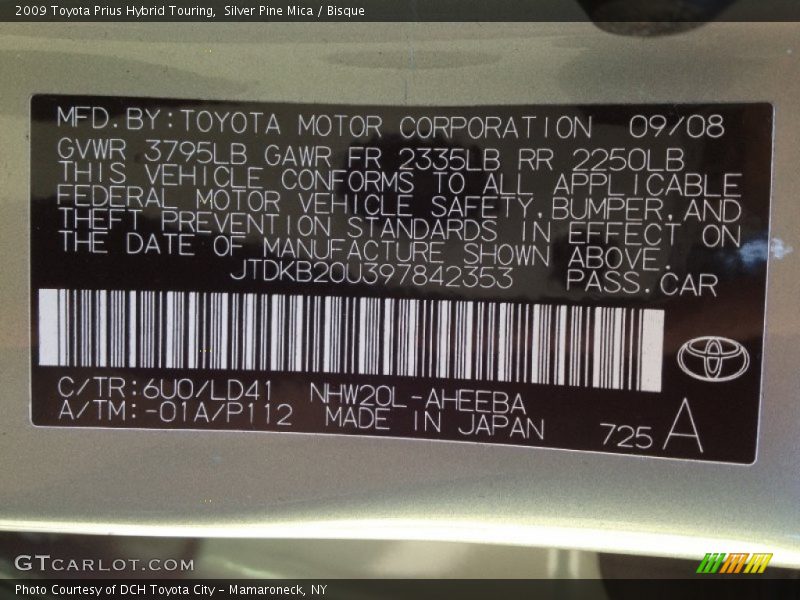 2009 Toyota Prius Hybrid Touring,  Silver Pine Mica / Bisque
MFD.BY:TOYOTA MOTOR CORPORATION 09/08
GVWR 3795LB GAWR FR 2335LB RR 2250LB
THIS VEHICLE CONFORMS TO ALL APPLICABLE
FEDERAL MOTOR VEHICLE SAFETY,BUMPER,AND
THEFT PREVENTION STANDARDS IN EFFECT ON
THE DATE OF MANUFACTURE SHOWN ABOVE.
JTDKB20U397842353 PASS.CAR
C/TR:6U0/LD41 NHW20L-AHEEBA
A/TM:-01A/P112 MADE IN JAPAN 725 A
GTCARLOT.COM
Photo Courtesy of DCH Toyota City - Mamaroneck, NY